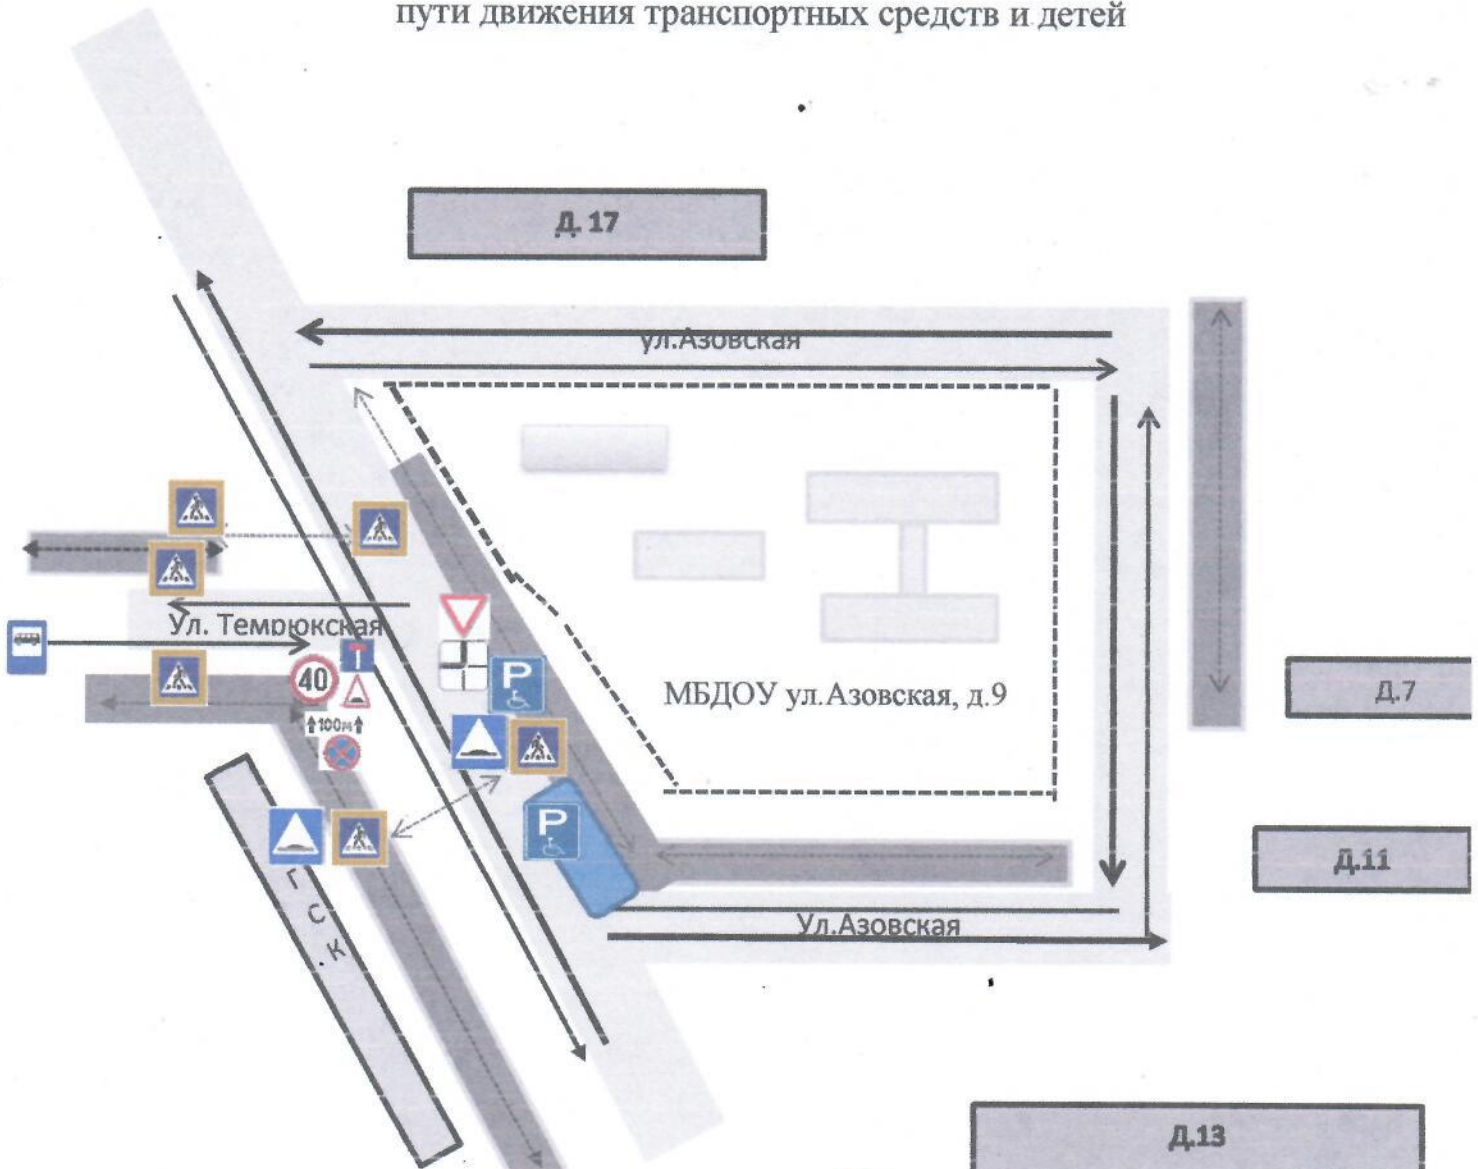 пути движения транспортных средств и детей
Д. 17
ул.Азовская
Ул. Темрюкская
40
P
МБДОУ ул.Азовская, д.9
Д.7
100м
P
Д.11
ГСК
Ул.Азовская
Д.13